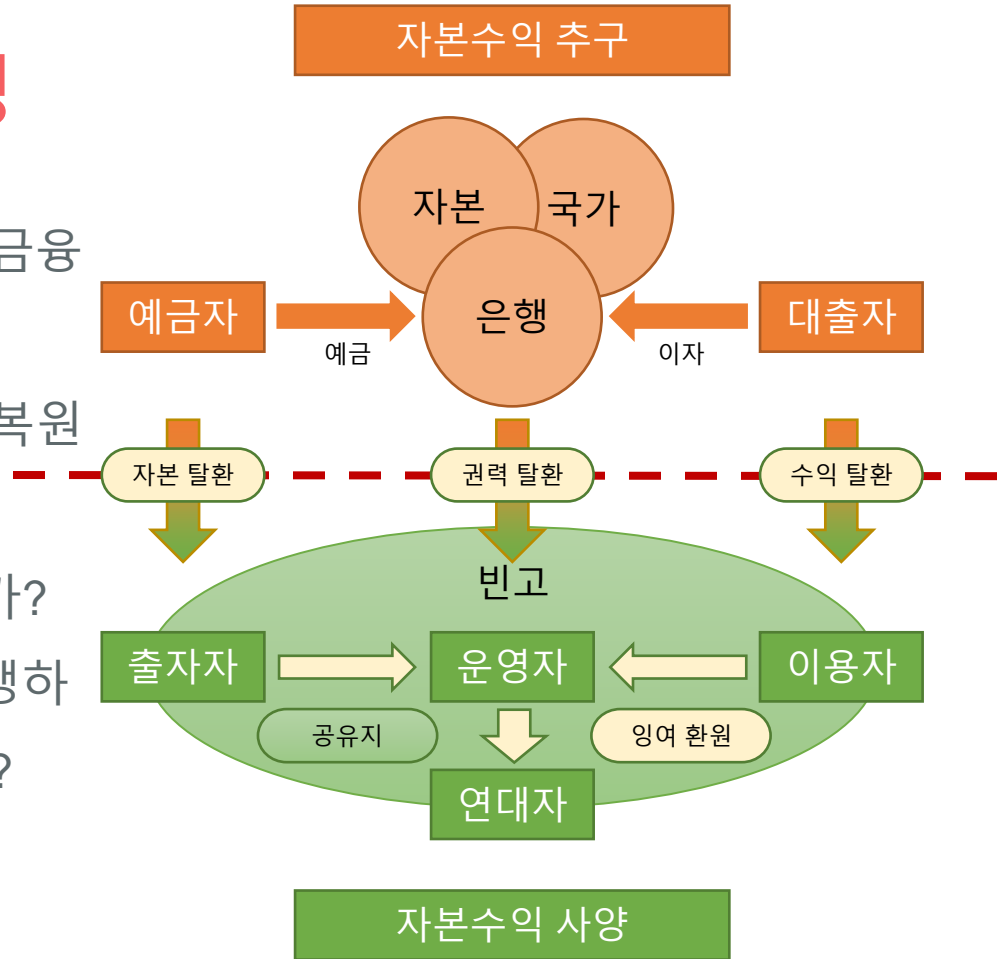 자본수익 추구
자본
국가
금융
예금자
은행
대출자
예금
이자
복원
자본 탈환
권력 탈환
수익 탈환
빈고
가?
출자자
운영자
이용자
행하
공유지
잉여 환원
?
연대자
자본수익 사양